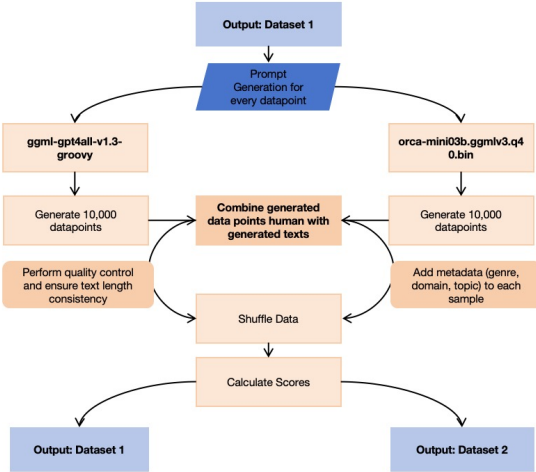 Output: Dataset 1
Prompt
Generation for
every datapoint
ggml-gpt4all-v1.3-
groovy
orca-mini03b.ggmlv3.q4
0.bin
Generate 10,000
datapoints
Combine generated
data points human with
generated texts
Generate 10,000
datapoints
Perform quality control
and ensure text length
consistency
Add metadata (genre,
domain, topic) to each
sample
Shuffle Data
Calculate Scores
Output: Dataset 1
Output: Dataset 2